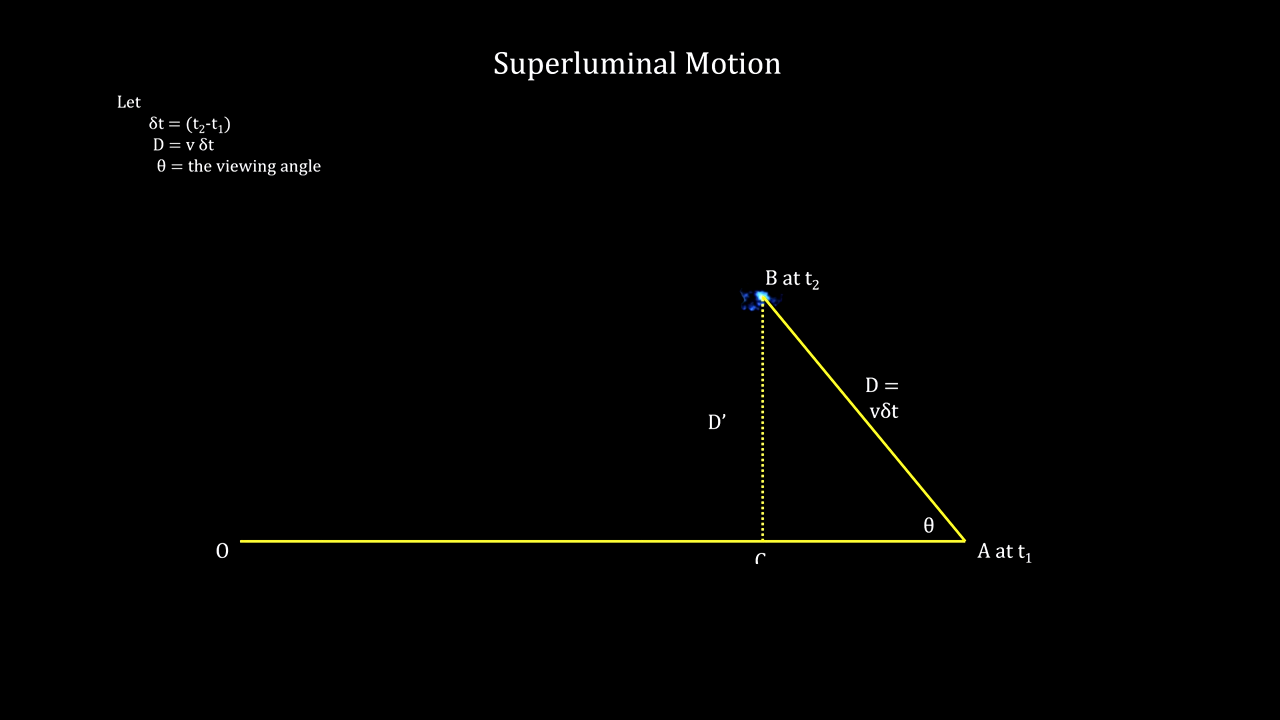 Superluminal Motion
Let
δt = (t₂-t₁)
D = v δt
θ = the viewing angle
B at t₂
D =
vδt
D’
θ
O
A at t₁